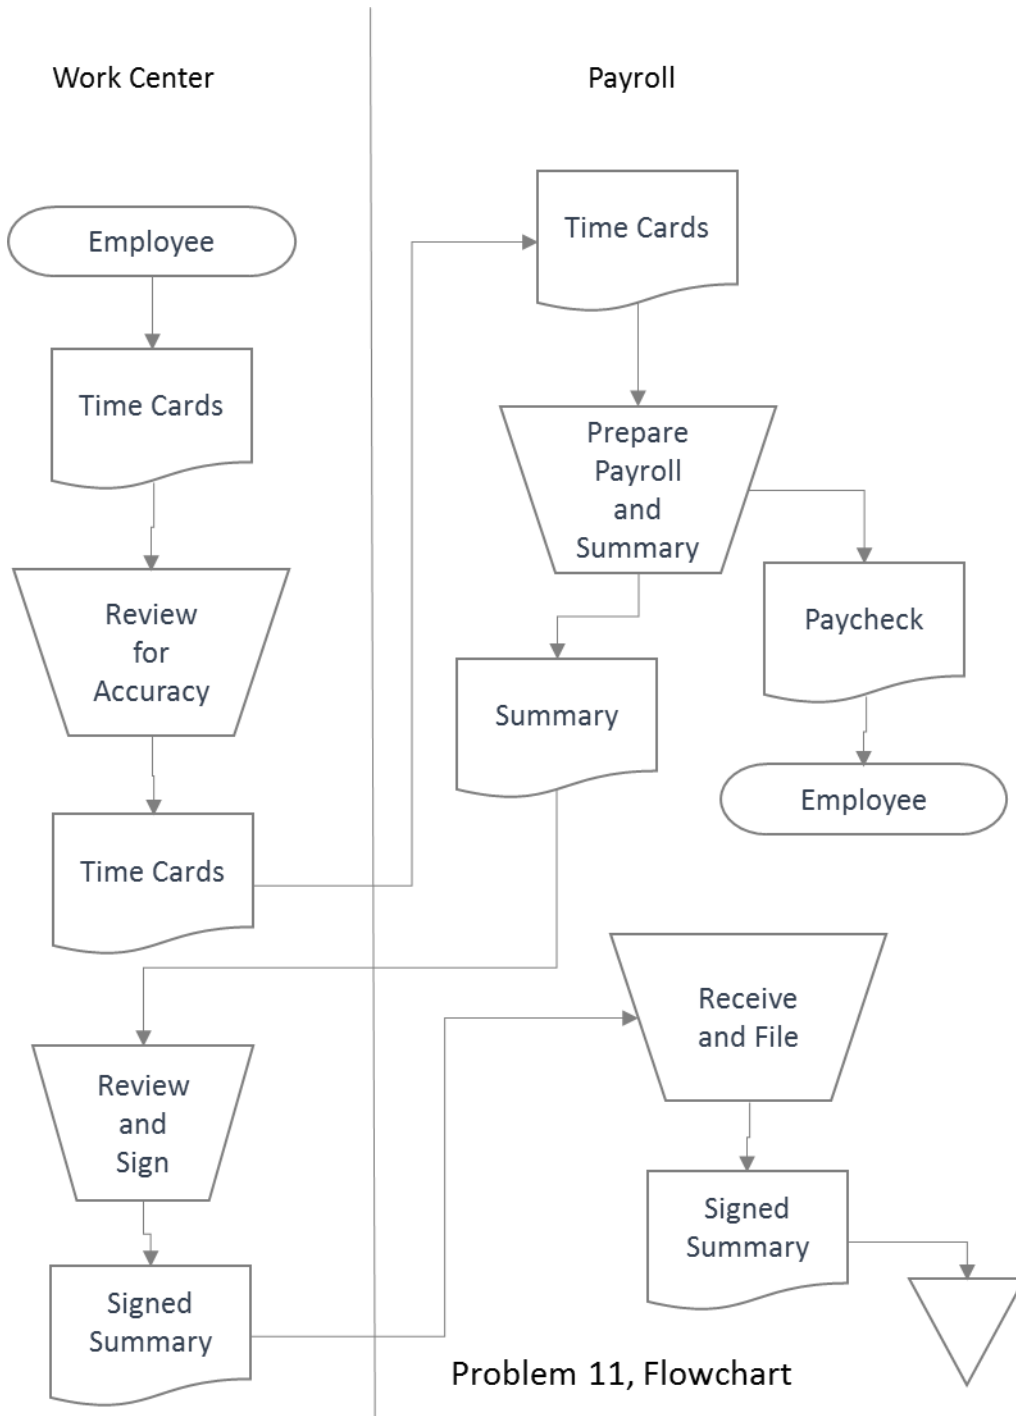 Work Center
Payroll
Employee
Time Cards
Review
for
Accuracy
Time Cards
Review
and
Sign
Signed
Summary
Time Cards
Prepare
Payroll
and
Summary
Paycheck
Employee
Summary
Receive
and File
Signed
Summary
Problem 11, Flowchart